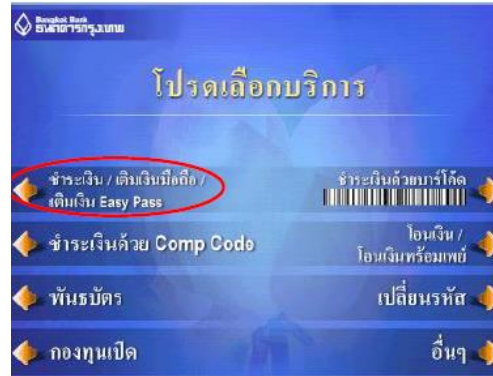 Bangkok Bank
ธนาคารกรุงเทพ
โปรดเลือกบริการ
ชำระเงิน / เติมเงินมือถือ /
เติมเงิน Easy Pass
ชำระเงินด้วยบาร์โค้ด
ชำระเงินด้วย Comp Code
โอนเงิน /
โอนเงินพร้อมเพย์
พันธบัตร
เปลี่ยนรหัส
กองทุนเปิด
อื่นๆ